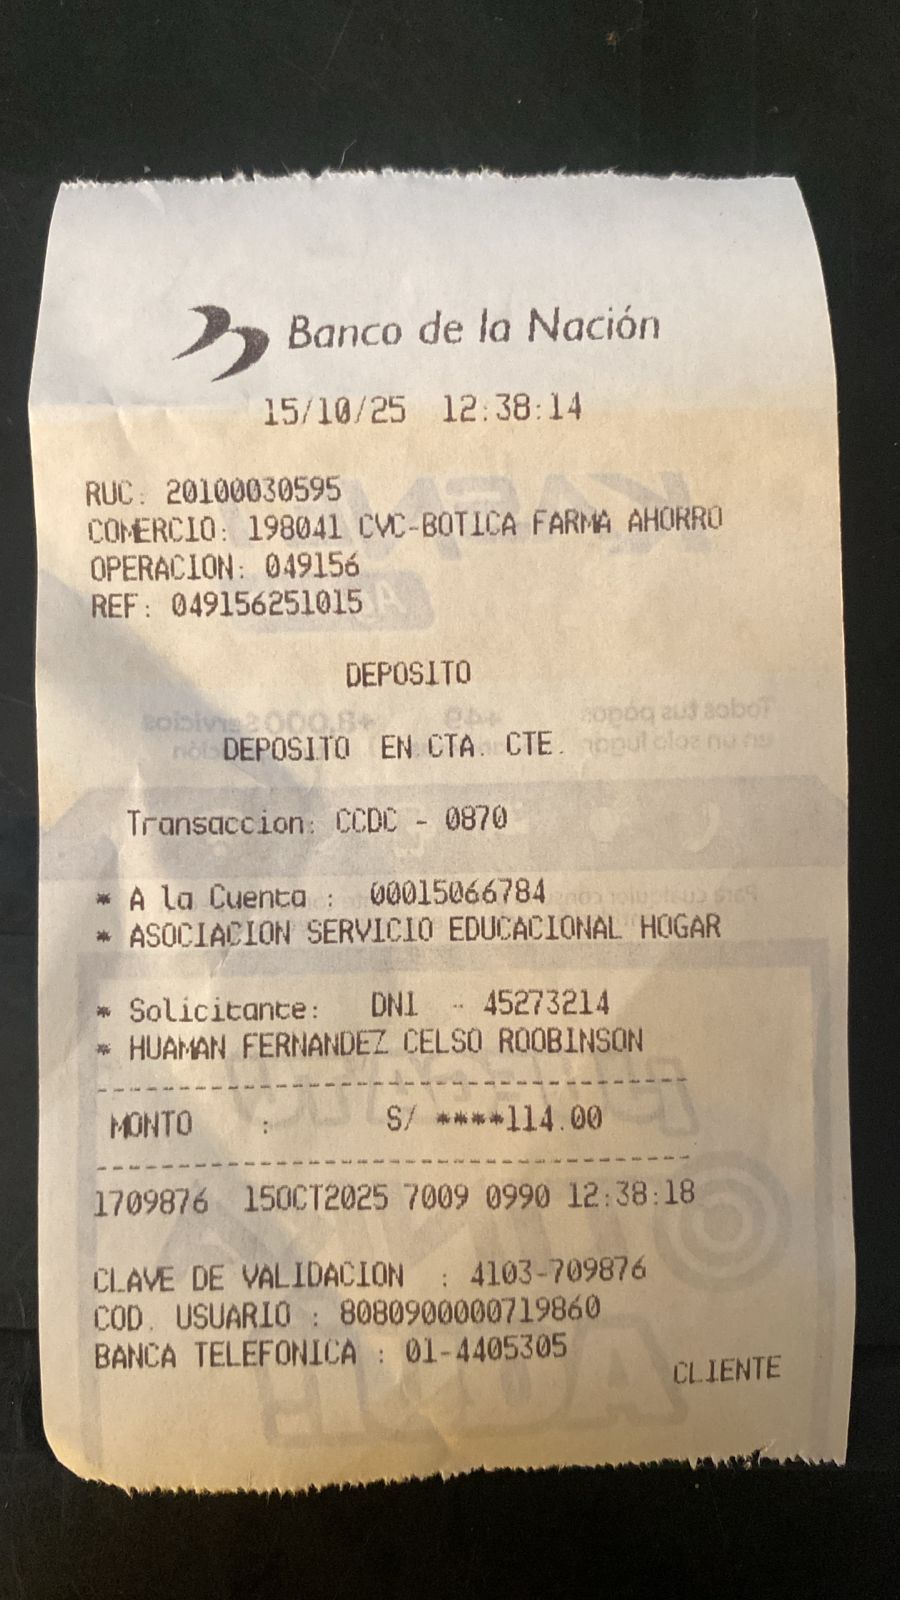 Banco de la Nación
15/10/25 12:38:14
RUC: 20100030595
COMERCIO: 198041 CVC-BOTICA FARMA AHORRO
OPERACION: 049156
REF: 049156251015
DEPOSITO
DEPOSITO EN CTA. CTE.
Transaccion: CCDC - 0870
* A la Cuenta : 00015066784
* ASOCIACION SERVICIO EDUCACIONAL HOGAR
* Solicitante: DNI - 45273214
* HUAMAN FERNANDEZ CELSO ROOBINSON
MONTO : S/ ****114.00
1709876 15OCT2025 7009 0990 12:38:18
CLAVE DE VALIDACION : 4103-709876
COD. USUARIO : 8080900000719860
BANCA TELEFONICA : 01-4405305
CLIENTE